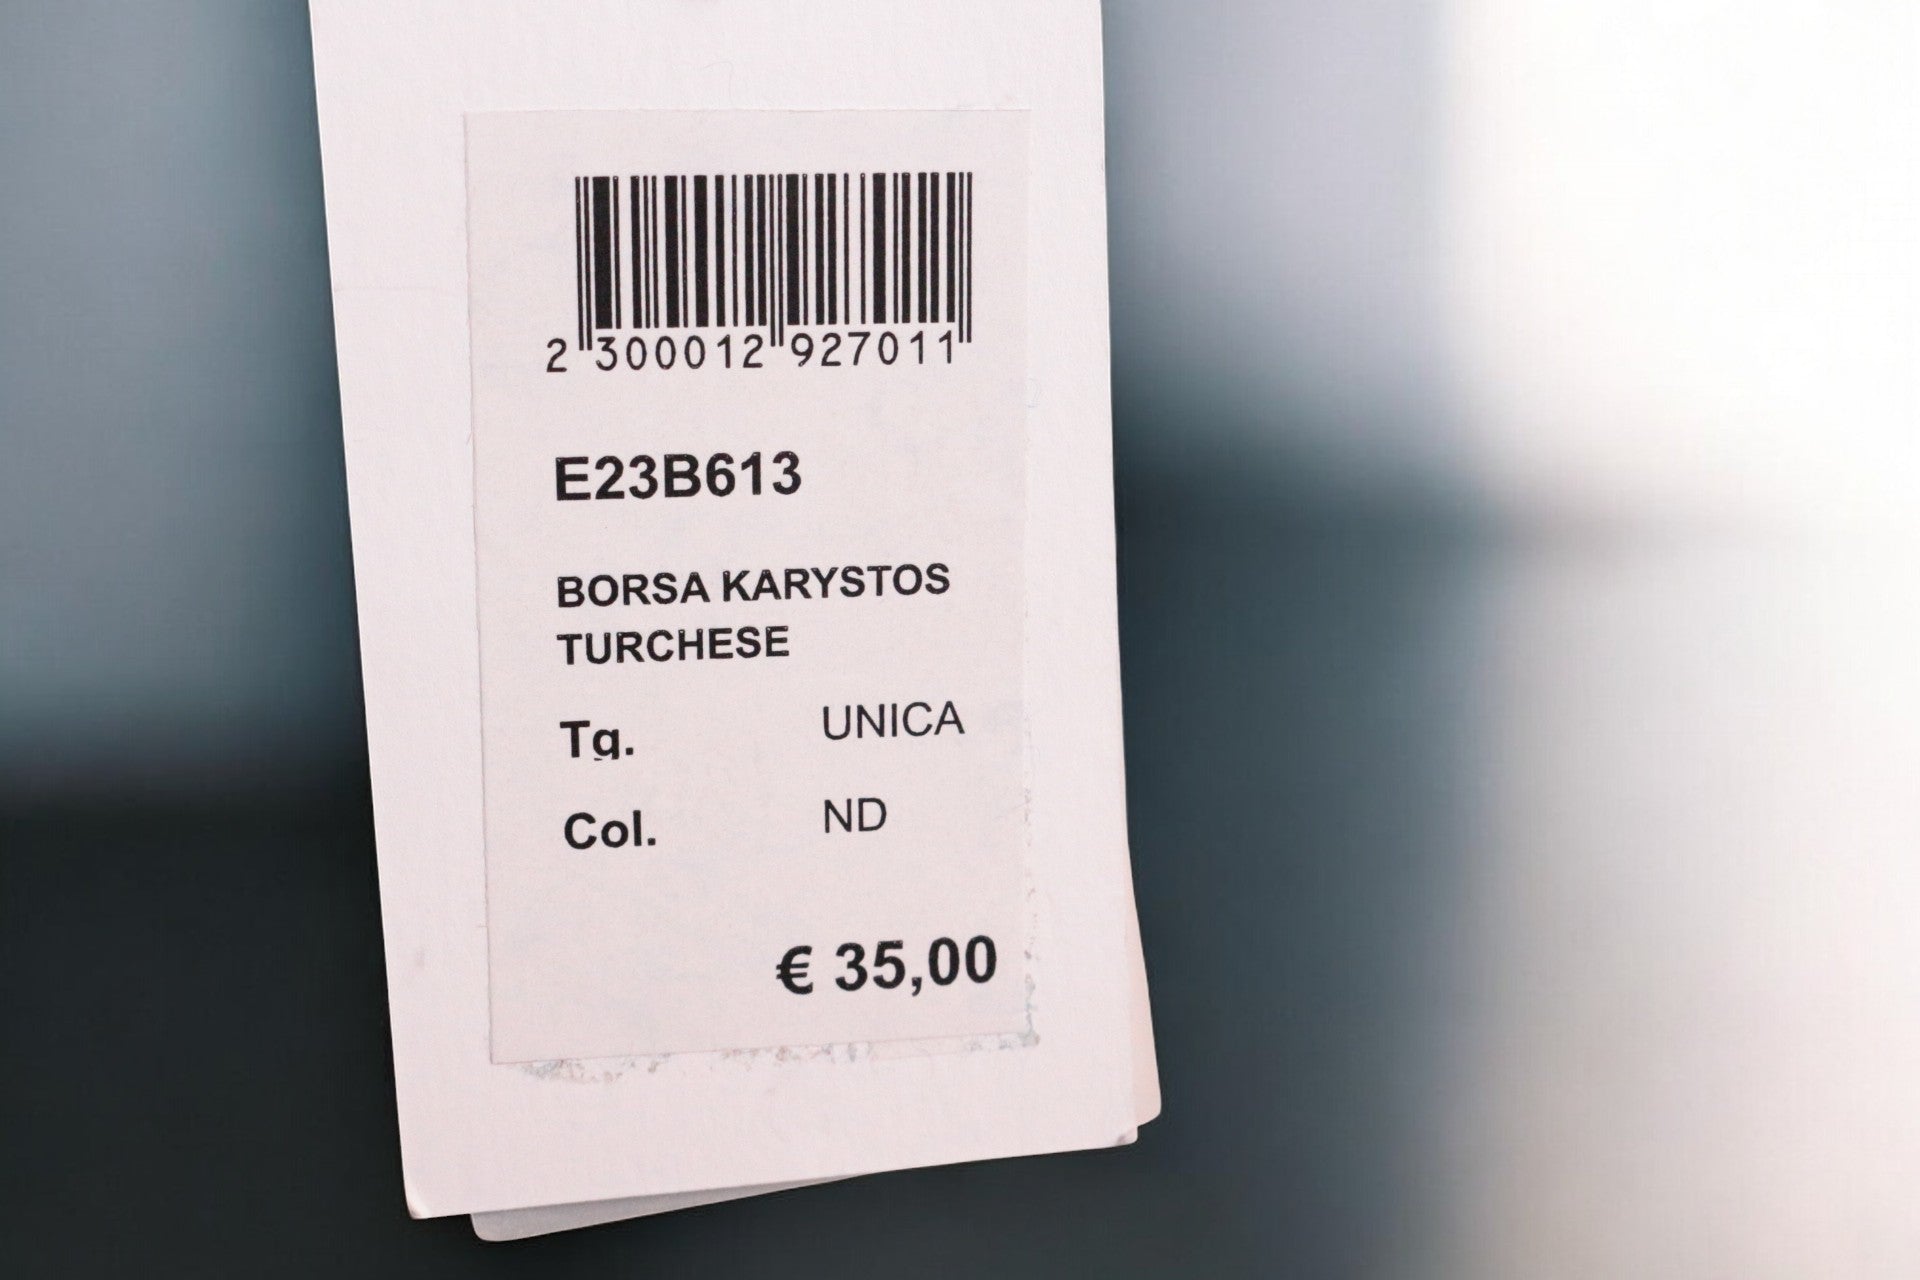 2 300012 927011
E23B613
BORSA KARYSTOS
TURCHESE
Tg. UNICA
Col. ND
€ 35,00